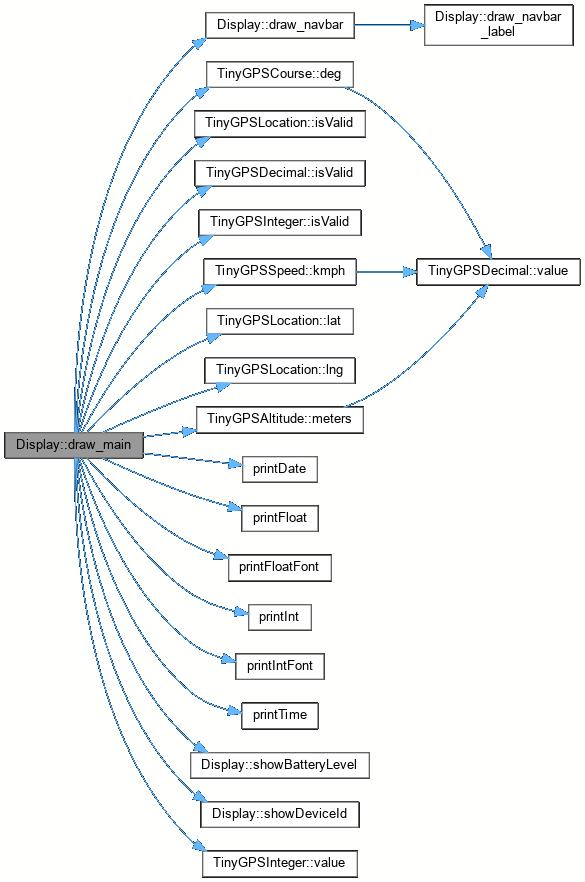 Display::draw_navbar
Display::draw_navbar
_label
TinyGPSCourse::deg
TinyGPSLocation::isValid
TinyGPSDecimal::isValid
TinyGPSInteger::isValid
TinyGPSSpeed::kmph
TinyGPSDecimal::value
TinyGPSLocation::lat
TinyGPSLocation::lng
TinyGPSAltitude::meters
Display::draw_main
printDate
printFloat
printFloatFont
printInt
printIntFont
printTime
Display::showBatteryLevel
Display::showDeviceId
TinyGPSInteger::value